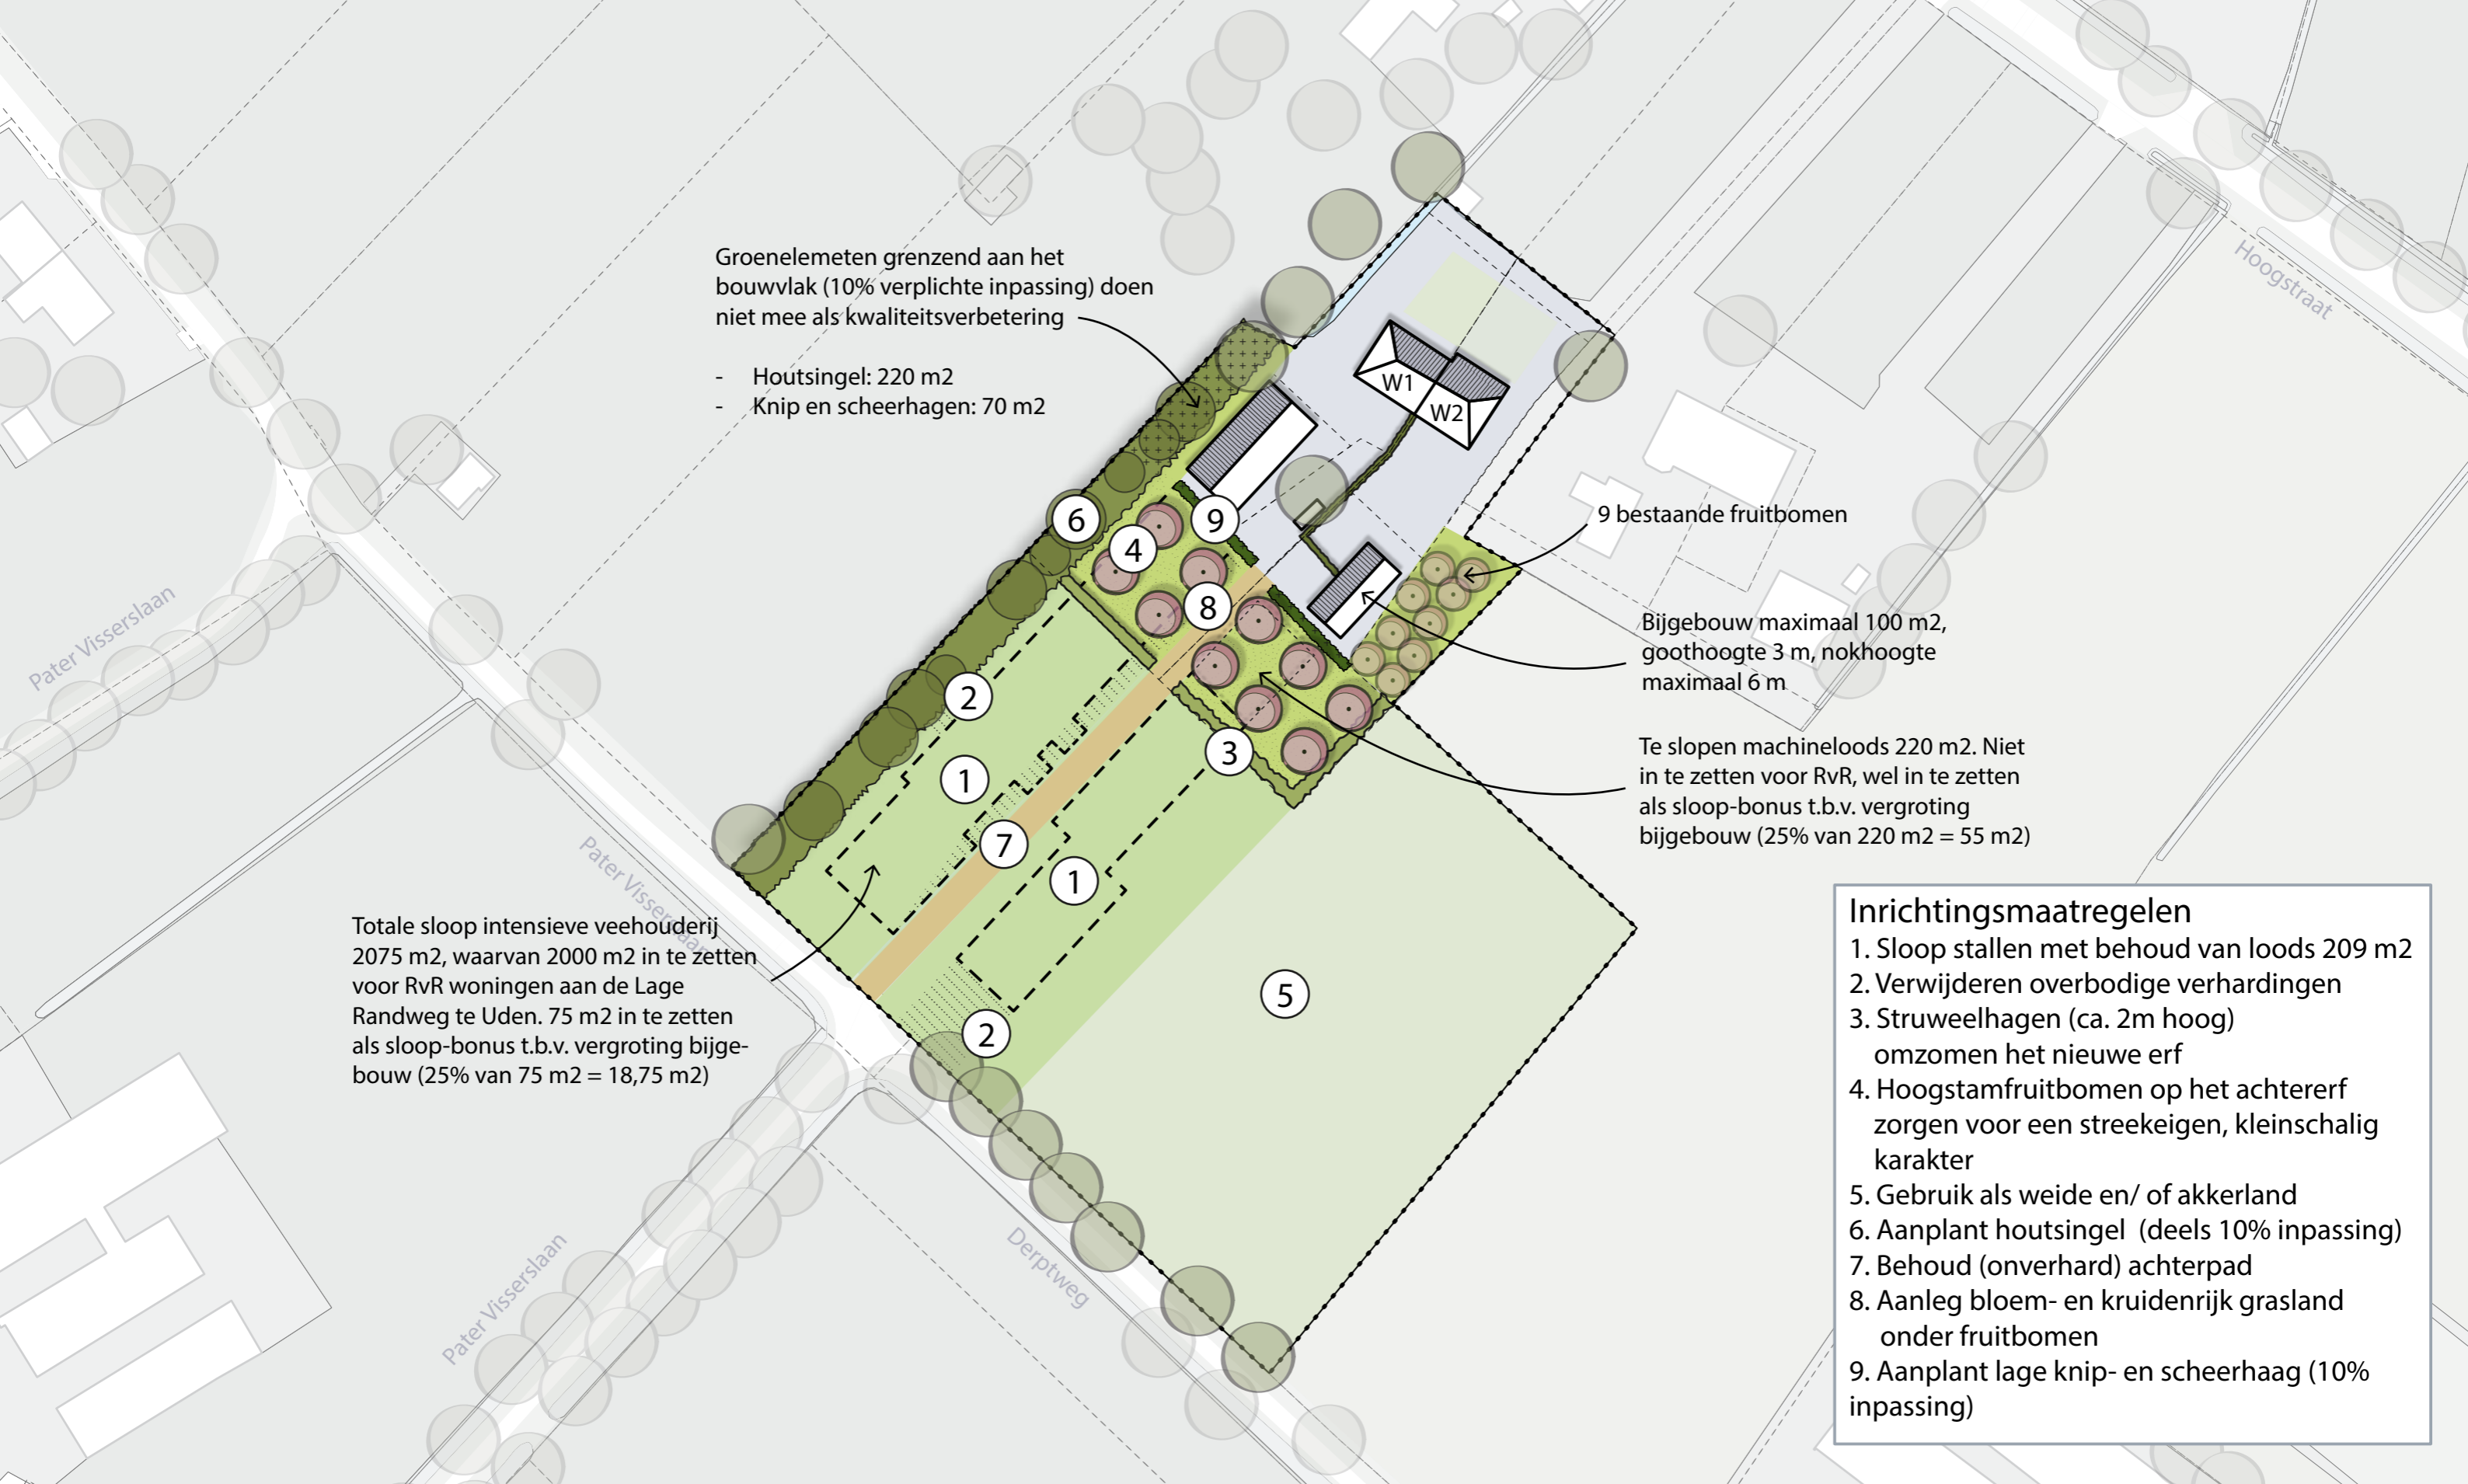 Groenelemeten grenzend aan het
bouwvlak (10% verplichte inpassing) doen
niet mee als kwaliteitsverbetering
- Houtsingel: 220 m2
- Knip en scheerhagen: 70 m2
Hoogstraat
W1
W2
9 bestaande fruitbomen
6
9
4
8
Pater Visserslaan
Bijgebouw maximaal 100 m2,
goothoogte 3 m, nokhoogte
maximaal 6 m
2
3
1
Te slopen machineloods 220 m2. Niet
in te zetten voor RvR, wel in te zetten
als sloop-bonus t.b.v. vergroting
bijgebouw (25% van 220 m2 = 55 m2)
7
1
Pater Visserslaan
Totale sloop intensieve veehouderij
2075 m2, waarvan 2000 m2 in te zetten
voor RvR woningen aan de Lage
Randweg te Uden. 75 m2 in te zetten
als sloop-bonus t.b.v. vergroting bijge-
bouw (25% van 75 m2 = 18,75 m2)
5
2
Derptweg
Pater Visserslaan
Inrichtingsmaatregelen
1. Sloop stallen met behoud van loods 209 m2
2. Verwijderen overbodige verhardingen
3. Struweelhagen (ca. 2m hoog)
omzomen het nieuwe erf
4. Hoogstamfruitbomen op het achtererf
zorgen voor een streekeigen, kleinschalig
karakter
5. Gebruik als weide en/ of akkerland
6. Aanplant houtsingel (deels 10% inpassing)
7. Behoud (onverhard) achterpad
8. Aanleg bloem- en kruidenrijk grasland
onder fruitbomen
9. Aanplant lage knip- en scheerhaag (10%
inpassing)